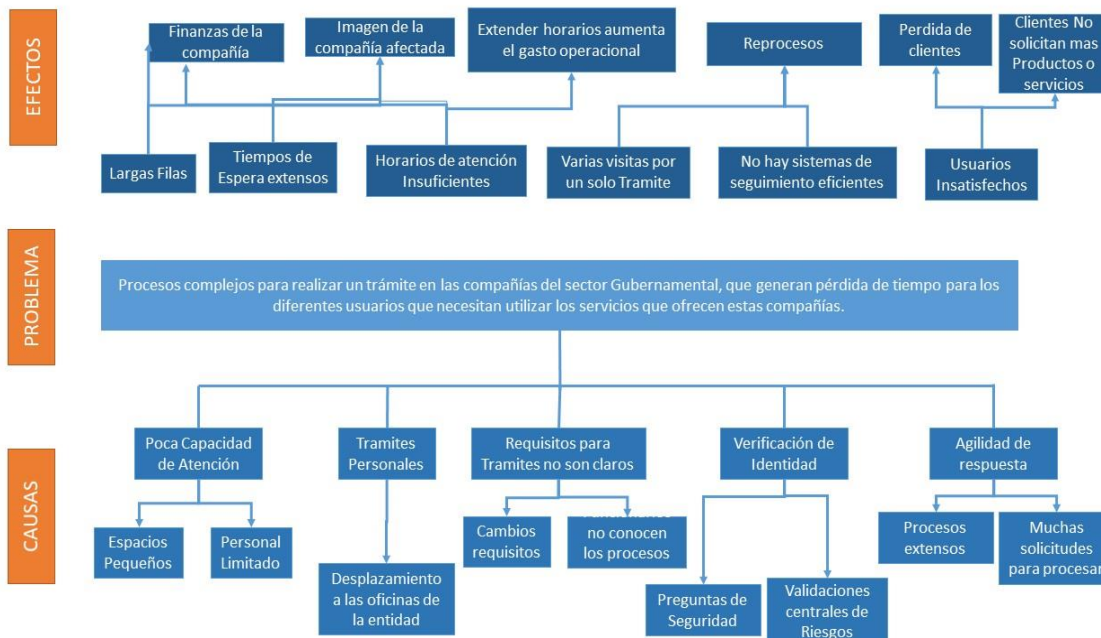 EFECTOS
Finanzas de la
compañía
Imagen de la
compañía afectada
Extender horarios aumenta
el gasto operacional
Reprocesos
Perdida de
clientes
Clientes No
solicitan mas
Productos o
servicios
Largas Filas
Tiempos de
Espera extensos
Horarios de atención
Insuficientes
Varias visitas por
un solo Tramite
No hay sistemas de
seguimiento eficientes
Usuarios
Insatisfechos
PROBLEMA
Procesos complejos para realizar un trámite en las compañías del sector Gubernamental, que generan pérdida de tiempo para los
diferentes usuarios que necesitan utilizar los servicios que ofrecen estas compañías.
CAUSAS
Poca Capacidad
de Atención
Tramites
Personales
Requisitos para
Tramites no son claros
Verificación de
Identidad
Agilidad de
respuesta
Espacios
Pequeños
Personal
Limitado
Desplazamiento
a las oficinas de
la entidad
Cambios
requisitos
no conocen
los procesos
Preguntas de
Seguridad
Validaciones
centrales de
Riesgos
Procesos
extensos
Muchas
solicitudes
para procesar